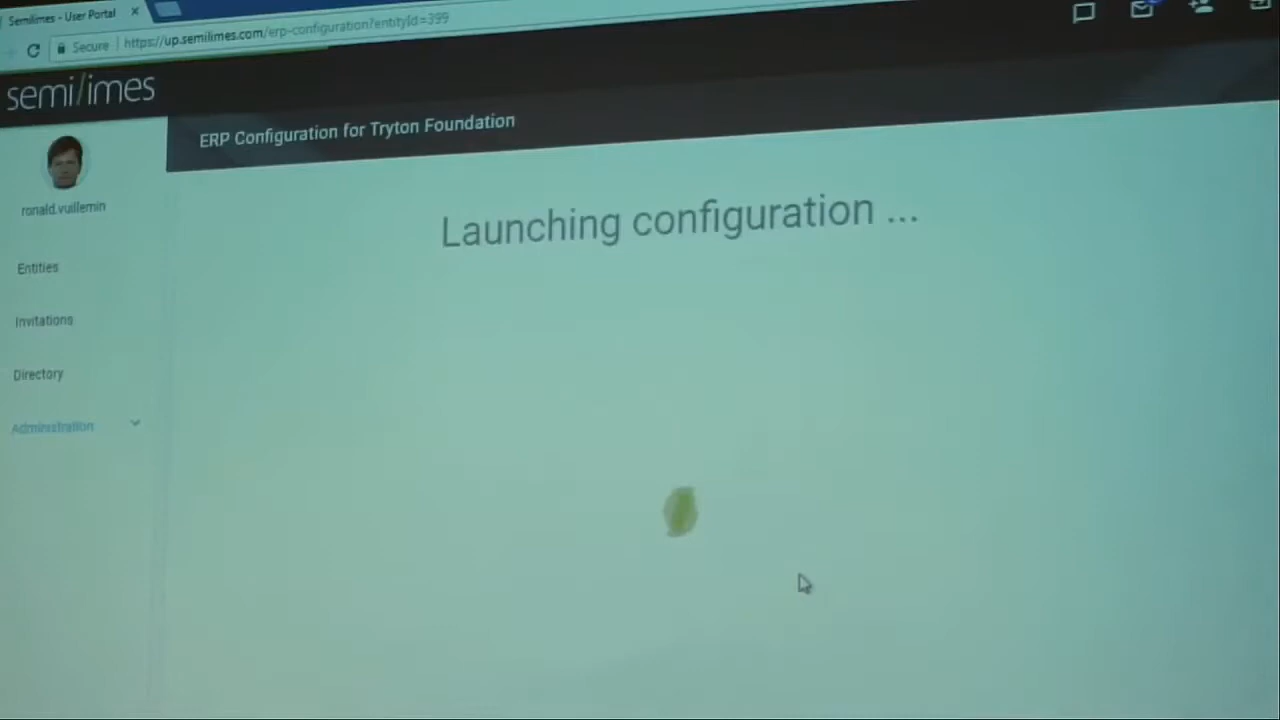 Semilimes - User Portal
Secure | https://up.semilimes.com/erp-configuration?entityId=399
semi/imes
ERP Configuration for Tryton Foundation
ronald.vuillemin
Launching configuration ...
Entities
Invitations
Directory
Administration